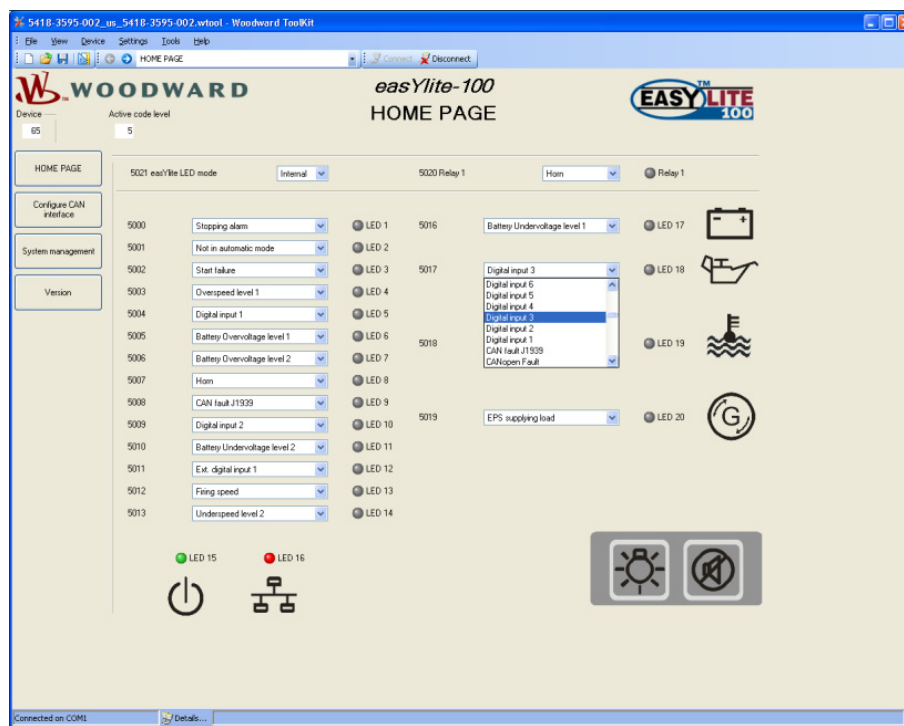 5418-3595-002_us_5418-3595-002.wtool - Woodward ToolKit
File View Device Settings Tools Help
HOME PAGE Connect Disconnect
WOODWARD
easYlite-100
HOME PAGE
EASY LITE TM
100
Device Active code level
65 5
HOME PAGE
Configure CAN
interface
System management
Version
5021 easYlite LED mode Internal 5020 Relay 1 Horn Relay 1
5000 Stopping alarm LED 1 5016 Battery Undervoltage level 1 LED 17
5001 Not in automatic mode LED 2
5002 Start failure LED 3 5017 Digital input 3 LED 18
Digital input 6
5003 Overspeed level 1 LED 4 Digital input 5
Digital input 4
5004 Digital input 1 LED 5 Digital input 3
Digital input 2
5005 Battery Overvoltage level 1 LED 6 Digital input 1
5018 LED 19
5006 Battery Overvoltage level 2 LED 7 CAN fault J1939
CANopen Fault
5007 Horn LED 8
5008 CAN fault J1939 LED 9
5009 Digital input 2 LED 10 5019 EPS supplying load LED 20
G
5010 Battery Undervoltage level 2 LED 11
5011 Ext. digital input 1 LED 12
5012 Firing speed LED 13
5013 Underspeed level 2 LED 14
LED 15 LED 16
Connected on COM1 Details...